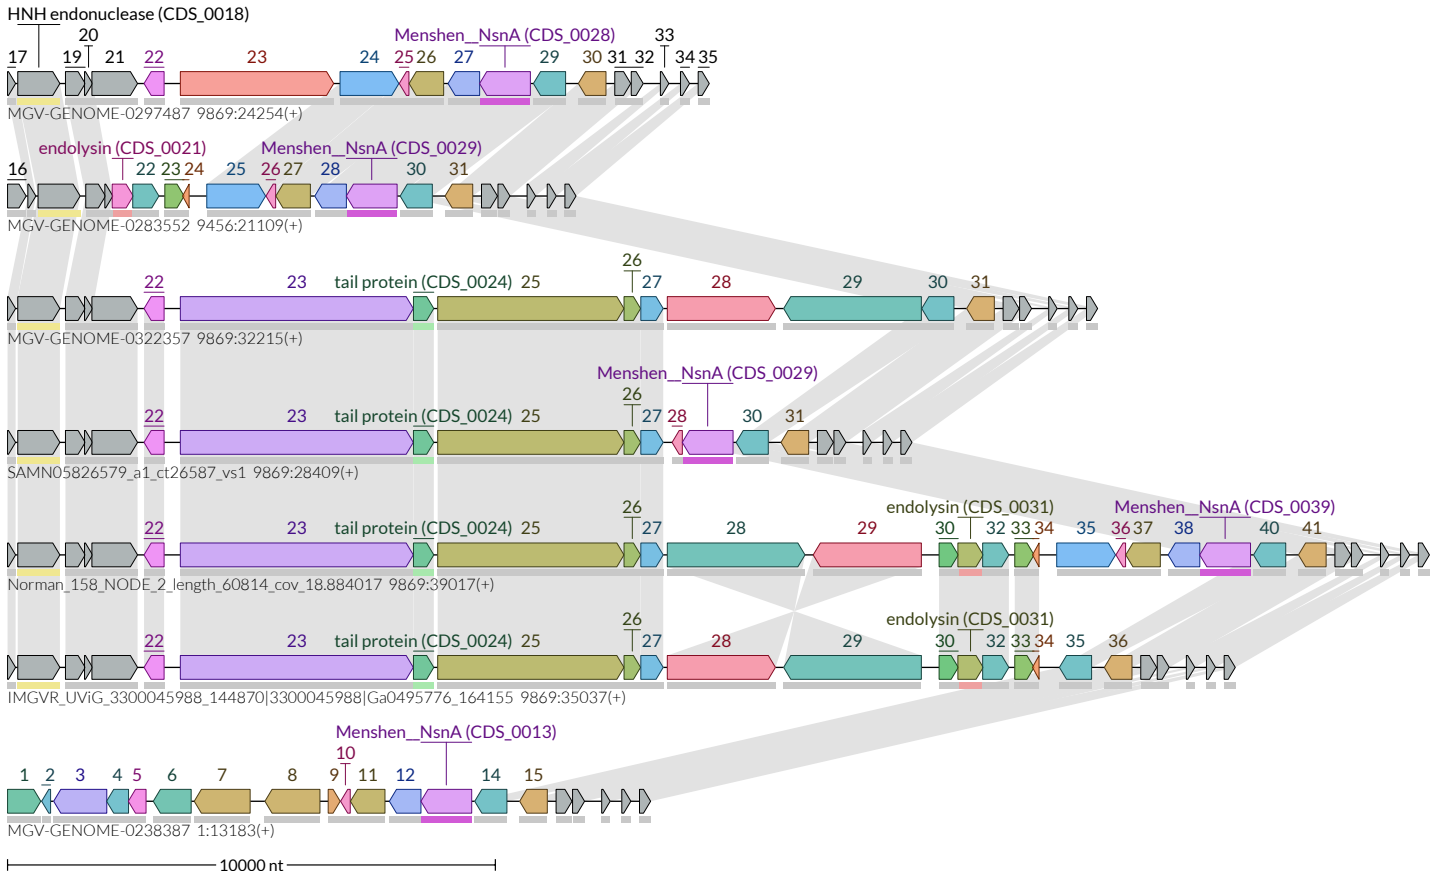 HNH endonuclease (CDS_0018)
20 Menshen__NsnA (CDS_0028) 33
17 19 21 22 23 24 25 26 27 29 30 31 32 34 35
MGV-GENOME-0297487 9869:24254(+)
endolysin (CDS_0021) Menshen__NsnA (CDS_0029)
16 22 23 24 25 26 27 28 30 31
MGV-GENOME-0283552 9456:21109(+)
26
22 23 tail protein (CDS_0024) 25 27 28 29 30 31
MGV-GENOME-0322357 9869:32215(+)
Menshen__NsnA (CDS_0029)
26
22 23 tail protein (CDS_0024) 25 27 28 30 31
SAMN05826579_a1_ct26587_vs1 9869:28409(+)
26 endolysin (CDS_0031) Menshen__NsnA (CDS_0039)
22 23 tail protein (CDS_0024) 25 27 28 29 30 32 33 34 35 36 37 38 40 41
Norman_158_NODE_2_length_60814_cov_18.884017 9869:39017(+)
26 endolysin (CDS_0031)
22 23 tail protein (CDS_0024) 25 27 28 29 30 32 33 34 35 36
IMGVR_UViG_3300045988_144870|3300045988|Ga0495776_164155 9869:35037(+)
Menshen__NsnA (CDS_0013)
10
1 2 3 4 5 6 7 8 9 11 12 14 15
MGV-GENOME-0238387 1:13183(+)
10000 nt